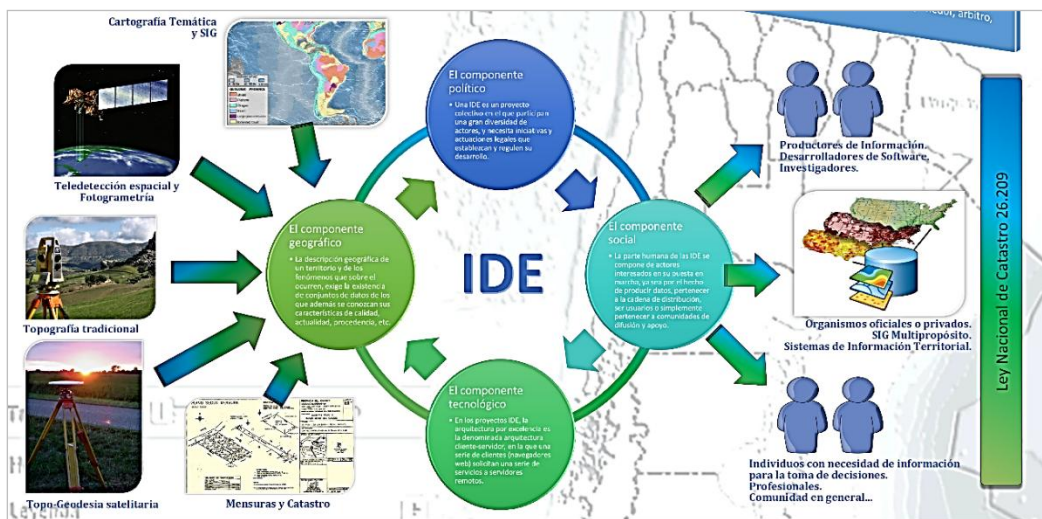 Cartografía Temática
y SIG
Teledetección espacial y
Fotogrametría
Topografía tradicional
Topo-Geodesia satelitaria
Mensuras y Catastro
El componente
político
• Una IDE es un proyecto
colectivo en el que participan
una gran diversidad de
actores, y necesita iniciativas y
actuaciones legales que
establezcan y regulen su
desarrollo.
El componente
geográfico
• La descripción geográfica de
un territorio y de los
fenómenos que sobre el
ocurren, exige la existencia
de conjuntos de datos de los
que además se conozcan sus
características de calidad,
actualidad, procedencia, etc.
IDE
El componente
social
• La parte humana de las IDE se
compone de actores
interesados en su puesta en
marcha, ya sea por el hecho
de producir datos, pertenecer
a la cadena de distribución,
ser usuarios o simplemente
pertenecer a comunidades de
difusión y apoyo.
El componente
tecnológico
• En los proyectos IDE, la
arquitectura por excelencia es
la denominada arquitectura
cliente-servidor, en la que una
serie de clientes (navegadores
web) solicitan una serie de
servicios a servidores
remotos.
árbitro,
Productores de Información.
Desarrolladores de Software.
Investigadores.
Organismos oficiales o privados.
SIG Multipropósito.
Sistemas de Información Territorial.
Individuos con necesidad de información
para la toma de decisiones.
Profesionales.
Comunidad en general...
Ley Nacional de Catastro 26.209